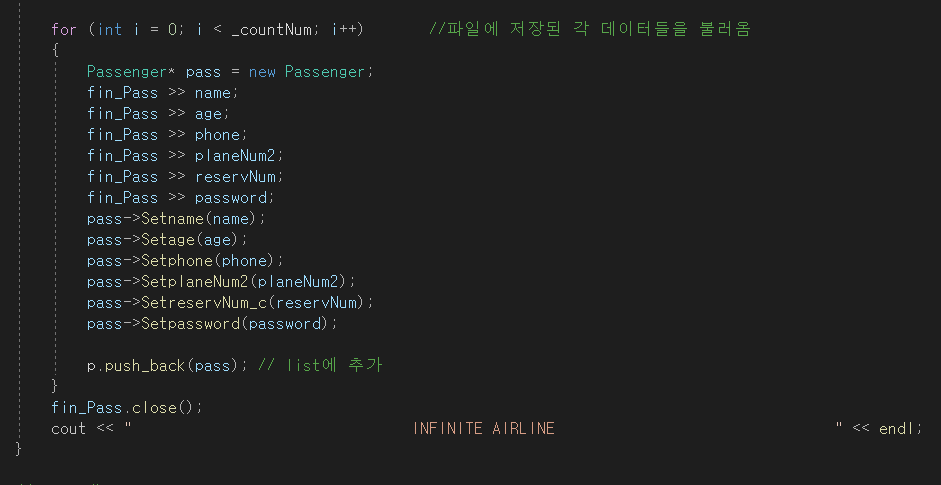 for (int i = 0; i < _countNum; i++) //파일에 저장된 각 데이터들을 불러옴
{
Passenger* pass = new Passenger;
fin_Pass >> name;
fin_Pass >> age;
fin_Pass >> phone;
fin_Pass >> planeNum2;
fin_Pass >> reservNum;
fin_Pass >> password;
pass->Setname(name);
pass->Setage(age);
pass->Setphone(phone);
pass->SetplaneNum2(planeNum2);
pass->SetreservNum_c(reservNum);
pass->Setpassword(password);
p.push_back(pass); // list에 추가
}
fin_Pass.close();
cout << " INFINITE AIRLINE " << endl;
}